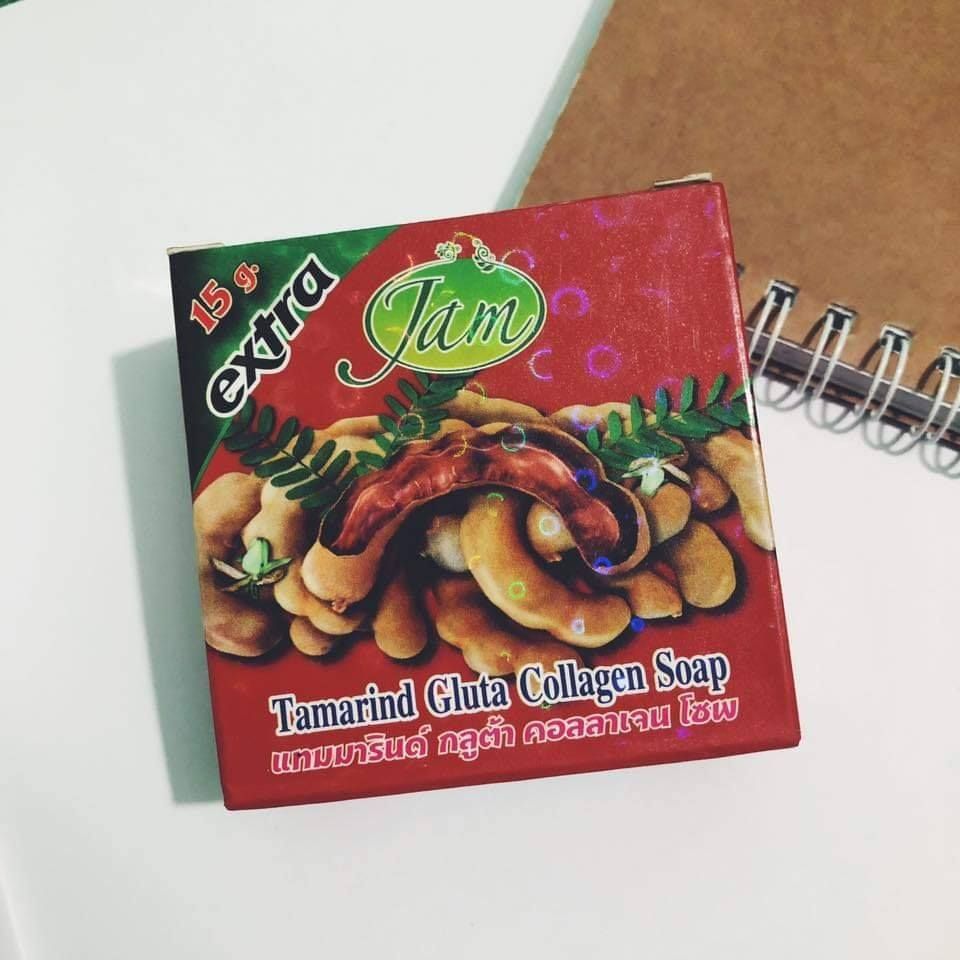 15 g.
extra
Jam
Tamarind Gluta Collagen Soap
แทมมารินด์ กลูต้า คอลลาเจน โซพ